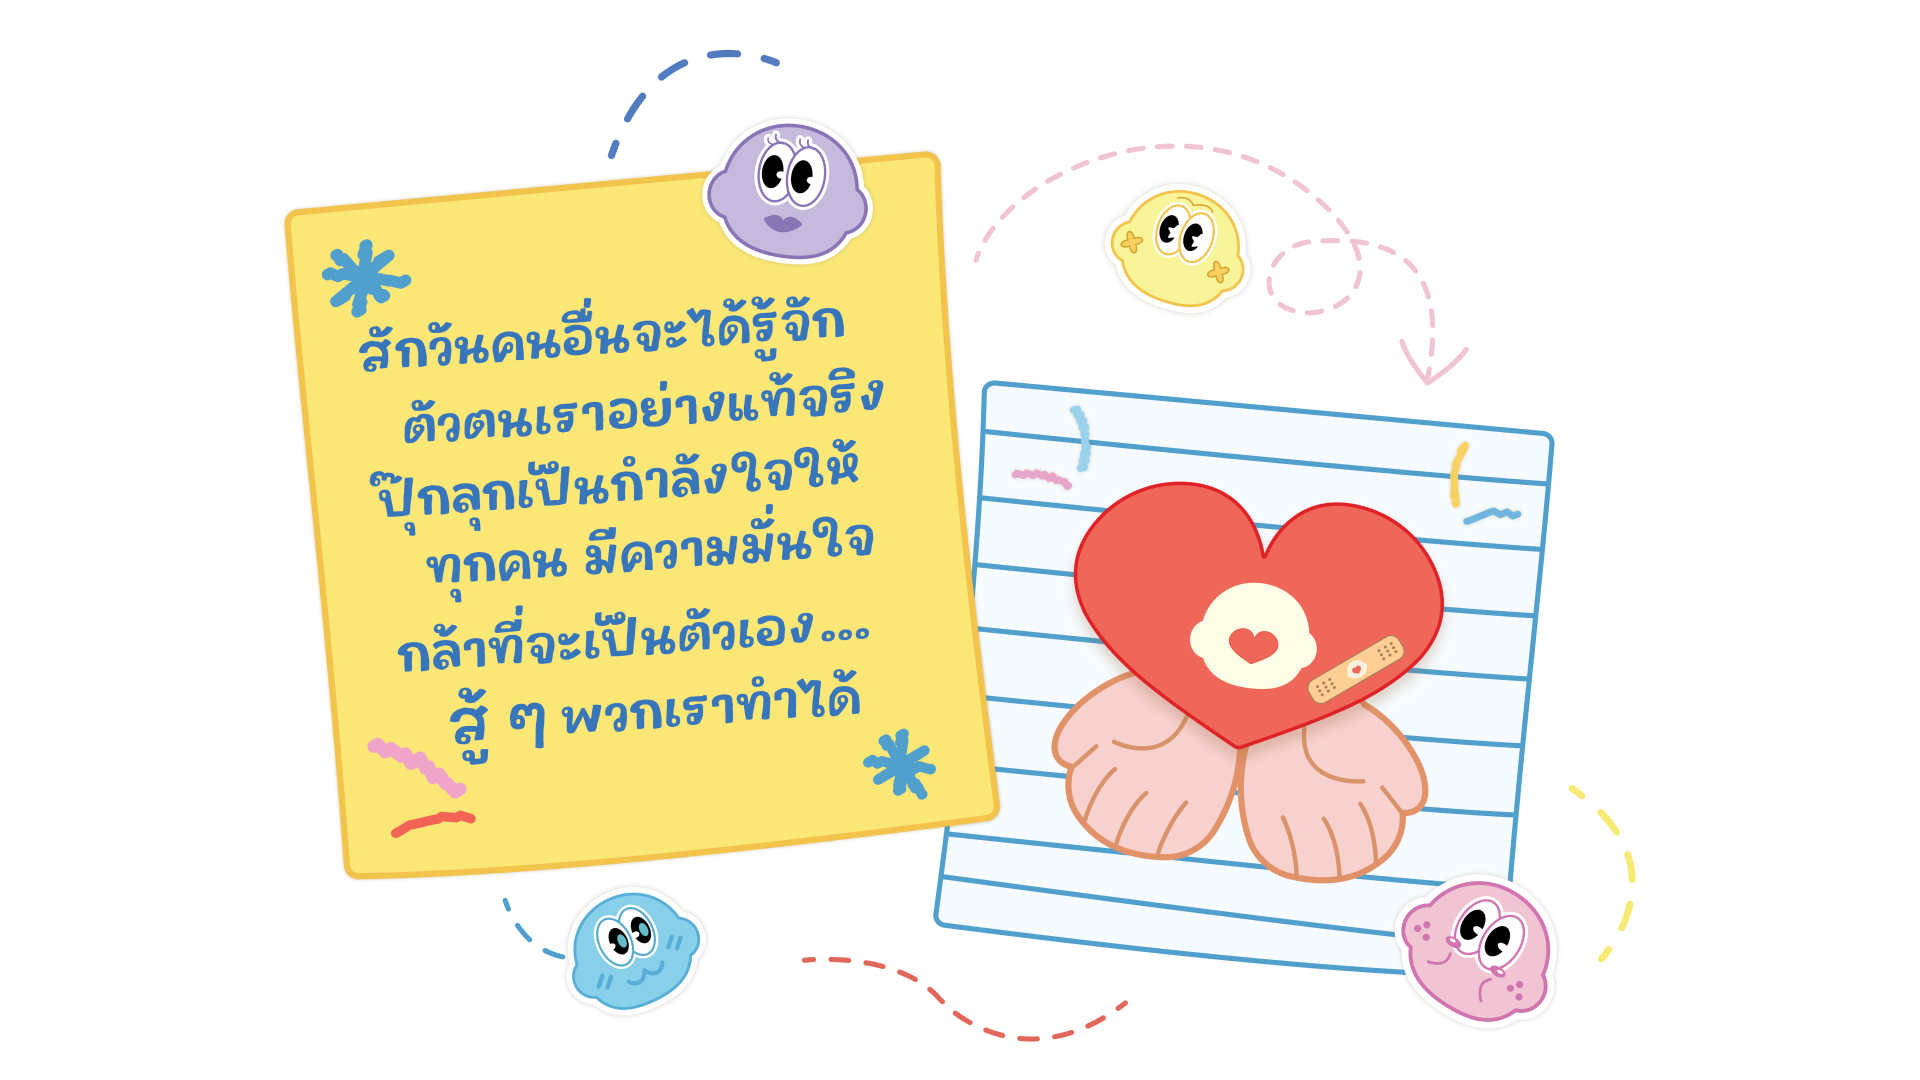 สักวันคนอื่นจะได้รู้จัก
ตัวตนเราอย่างแท้จริง
ปุ๊กลุกเป็นกำลังใจให้
ทุกคน มีความมั่นใจ
กล้าที่จะเป็นตัวเอง...
สู้ ๆ พวกเราทำได้